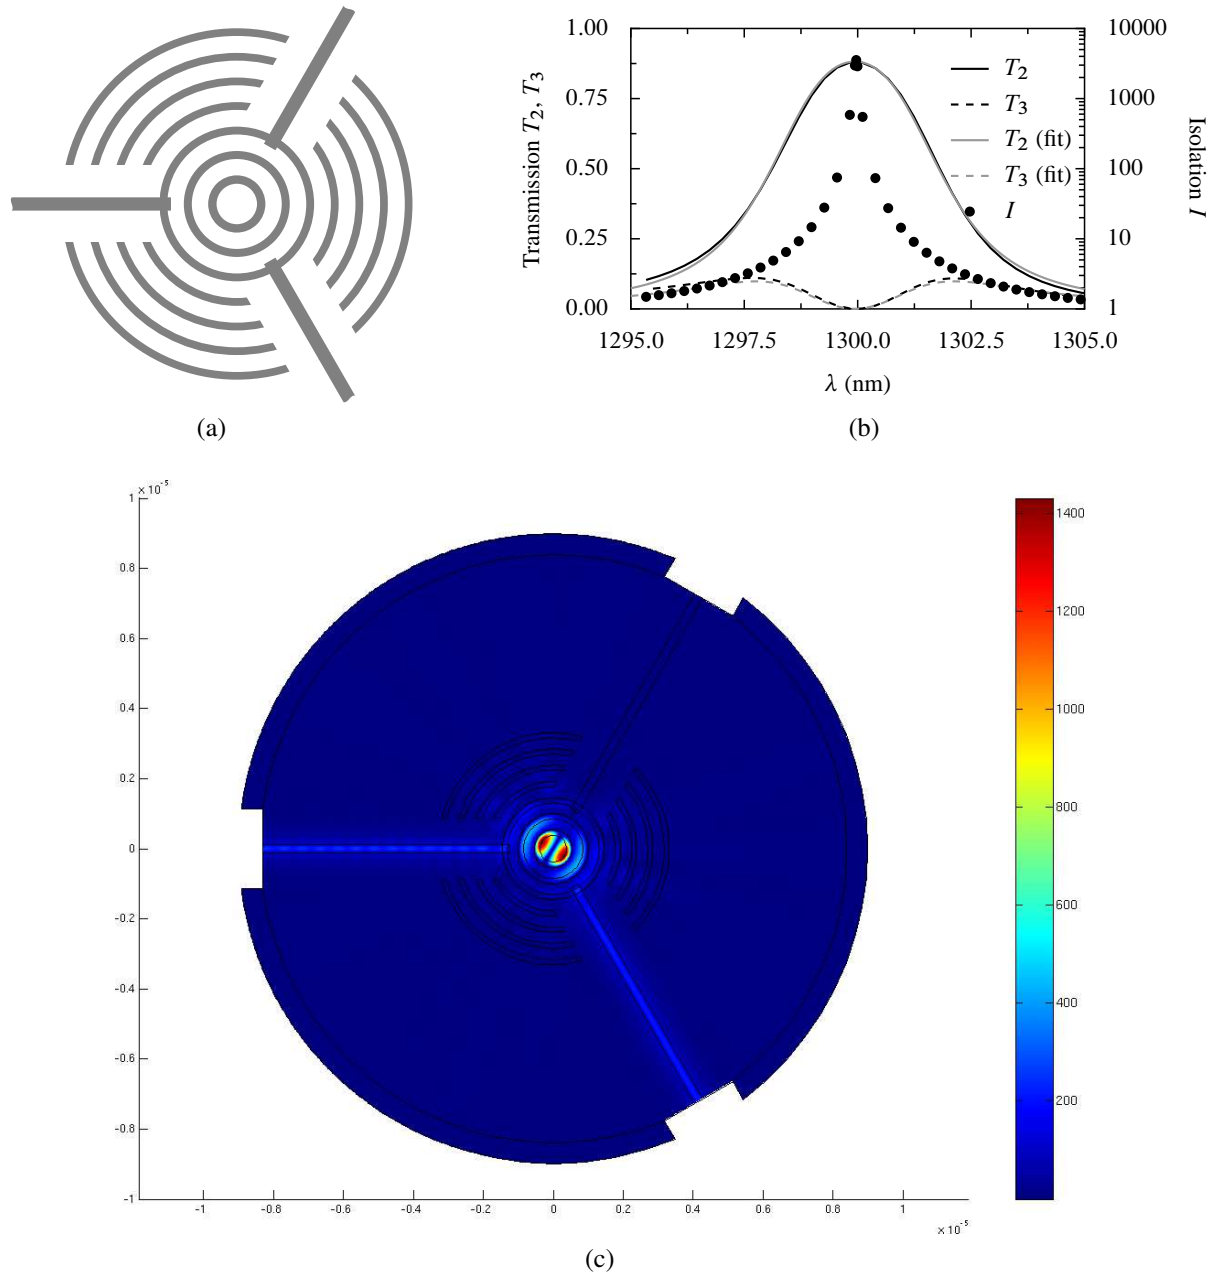 1.00
0.75
0.50
0.25
0.00
Transmission T2, T3
10000
1000
100
10
1
Isolation I
T2
T3
T2 (fit)
T3 (fit)
I
1295.0 1297.5 1300.0 1302.5 1305.0
λ (nm)
(a)
(b)
1 × 10-5
0.8
0.6
0.4
0.2
0
-0.2
-0.4
-0.6
-0.8
-1
-1 -0.8 -0.6 -0.4 -0.2 0 0.2 0.4 0.6 0.8 1
× 10-5
1400
1200
1000
800
600
400
200
(c)